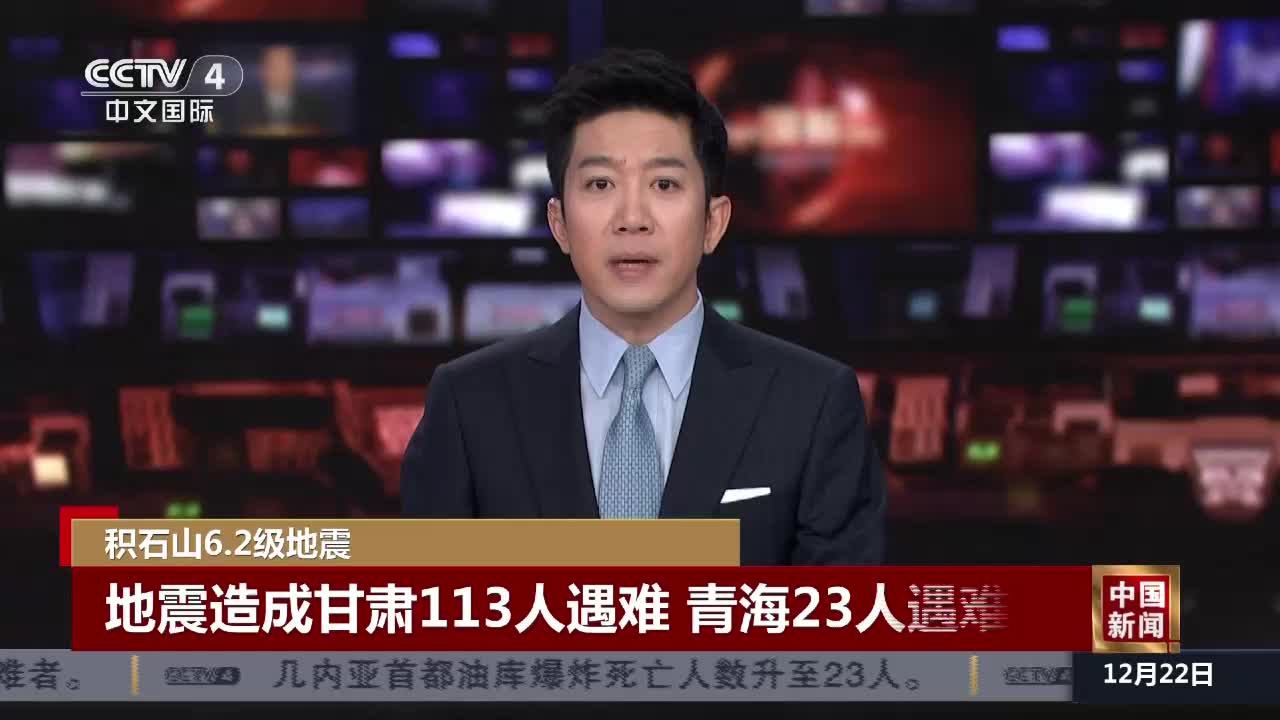 CCTV 4
中文国际
积石山6.2级地震
地震造成甘肃113人遇难 青海23人遇难
中国
新闻
难者。 CCTV4 几内亚首都油库爆炸死亡人数升至23人。 CCTV4
12月22日